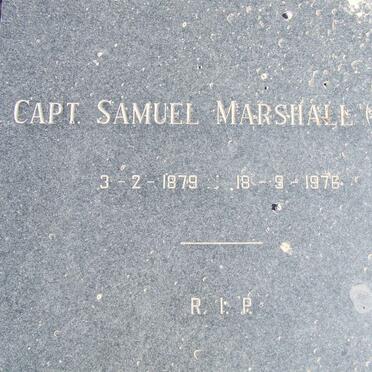 CAPT. SAMUEL MARSHALL
3-2-1879 : 18-9-1976
R.I.P.